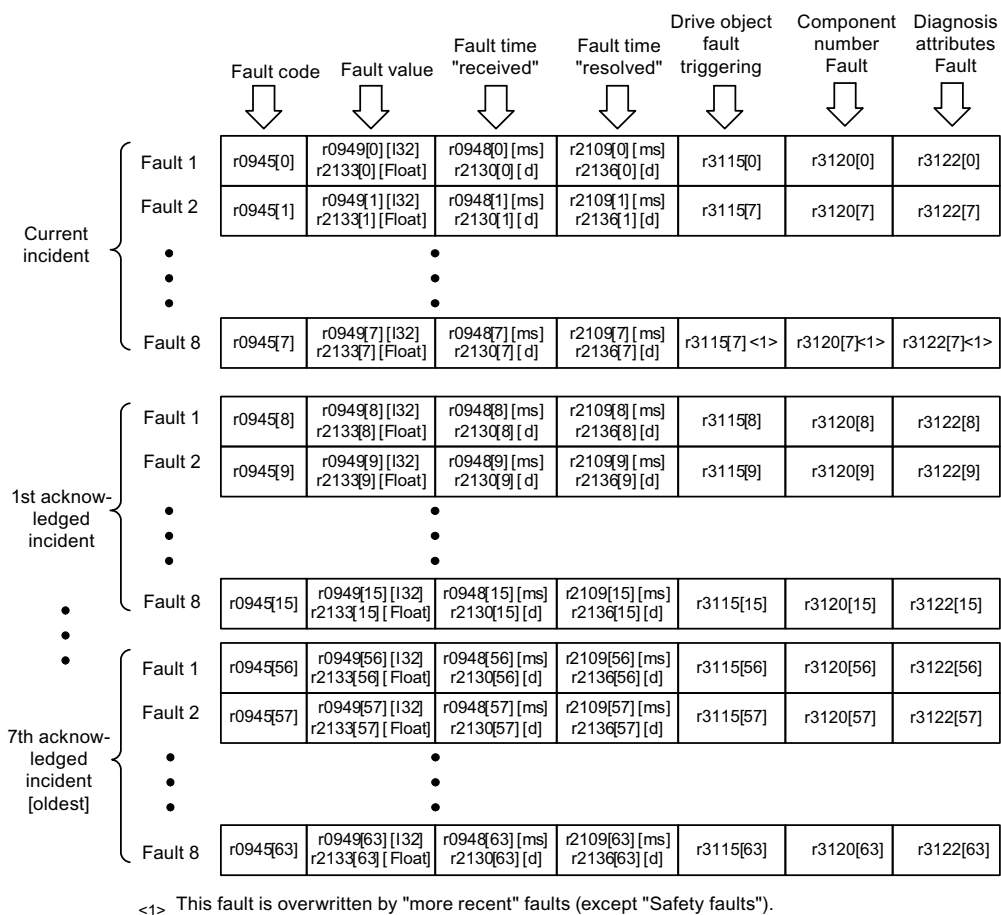 Fault code
Fault value
Fault time
"received"
Fault time
"resolved"
Drive object
fault
triggering
Component
number
Fault
Diagnosis
attributes
Fault
Current
incident
Fault 1
r0945[0]
r0949[0] [I32]
r2133[0] [Float]
r0948[0] [ms]
r2130[0] [d]
r2109[0] [ms]
r2136[0] [d]
r3115[0]
r3120[0]
r3122[0]
Fault 2
r0945[1]
r0949[1] [I32]
r2133[1] [Float]
r0948[1] [ms]
r2130[1] [d]
r2109[1] [ms]
r2136[1] [d]
r3115[7]
r3120[7]
r3122[7]
Fault 8
r0945[7]
r0949[7] [I32]
r2133[7] [Float]
r0948[7] [ms]
r2130[7] [d]
r2109[7] [ms]
r2136[7] [d]
r3115[7] <1>
r3120[7]<1>
r3122[7]<1>
1st acknow-
ledged
incident
Fault 1
r0945[8]
r0949[8] [I32]
r2133[8] [Float]
r0948[8] [ms]
r2130[8] [d]
r2109[8] [ms]
r2136[8] [d]
r3115[8]
r3120[8]
r3122[8]
Fault 2
r0945[9]
r0949[9] [I32]
r2133[9] [Float]
r0948[9] [ms]
r2130[9] [d]
r2109[9] [ms]
r2136[9] [d]
r3115[9]
r3120[9]
r3122[9]
Fault 8
r0945[15]
r0949[15] [I32]
r2133[15] [Float]
r0948[15] [ms]
r2130[15] [d]
r2109[15] [ms]
r2136[15] [d]
r3115[15]
r3120[15]
r3122[15]
7th acknow-
ledged
incident
[oldest]
Fault 1
r0945[56]
r0949[56] [I32]
r2133[56] [Float]
r0948[56] [ms]
r2130[56] [d]
r2109[56] [ms]
r2136[56] [d]
r3115[56]
r3120[56]
r3122[56]
Fault 2
r0945[57]
r0949[57] [I32]
r2133[57] [Float]
r0948[57] [ms]
r2130[57] [d]
r2109[57] [ms]
r2136[57] [d]
r3115[57]
r3120[57]
r3122[57]
Fault 8
r0945[63]
r0949[63] [I32]
r2133[63] [Float]
r0948[63] [ms]
r2130[63] [d]
r2109[63] [ms]
r2136[63] [d]
r3115[63]
r3120[63]
r3122[63]
<1> This fault is overwritten by "more recent" faults (except "Safety faults").